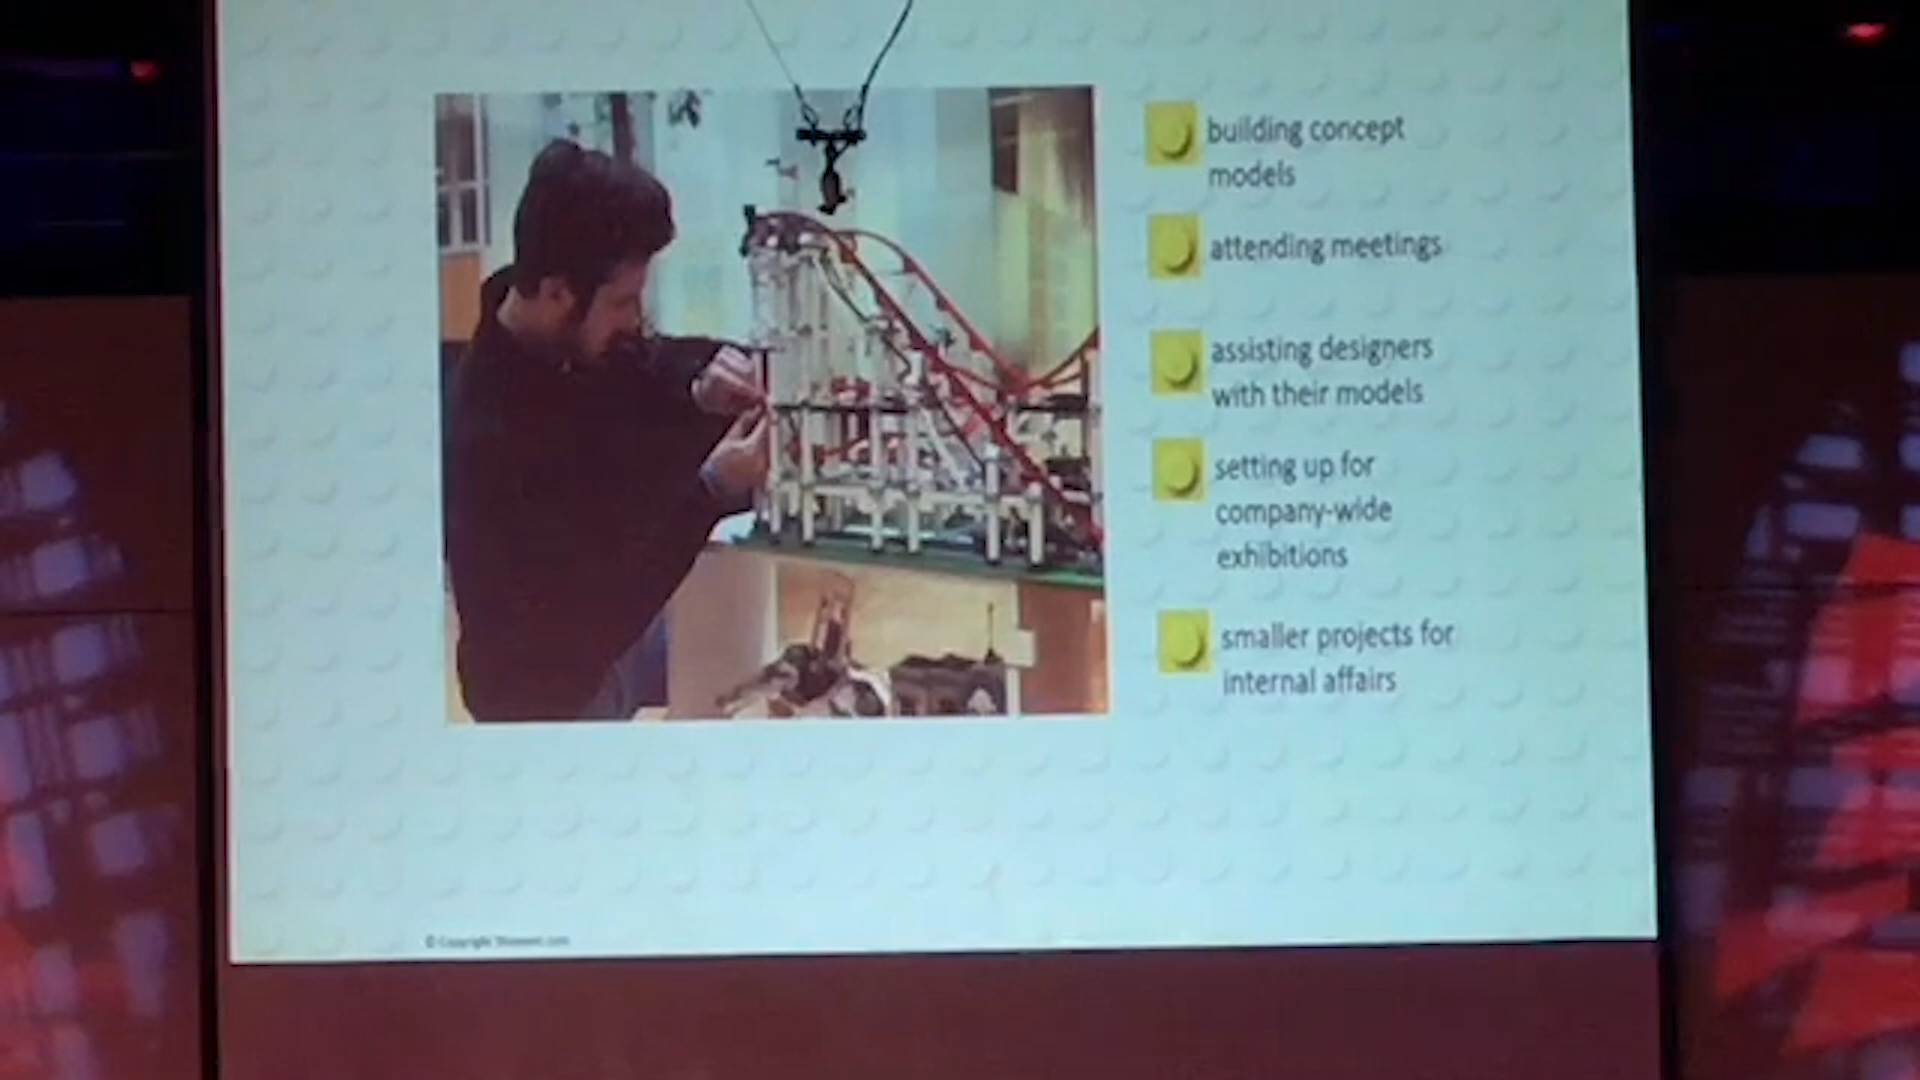 building concept
models
attending meetings
assisting designers
with their models
setting up for
company-wide
exhibitions
smaller projects for
internal affairs
© Copyright